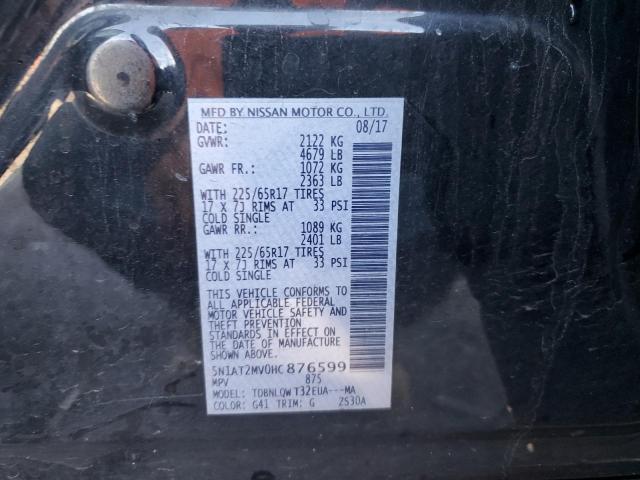 MFD BY NISSAN MOTOR CO., LTD.
DATE: 08/17
GVWR: 2122 KG
4679 LB
GAWR FR.: 1072 KG
2363 LB
WITH 225/65R17 TIRES
17 X 7J RIMS AT 33 PSI
COLD SINGLE
GAWR RR.: 1089 KG
2401 LB
WITH 225/65R17 TIRES
17 X 7J RIMS AT 33 PSI
COLD SINGLE
THIS VEHICLE CONFORMS TO
ALL APPLICABLE FEDERAL
MOTOR VEHICLE SAFETY AND
THEFT PREVENTION
STANDARDS IN EFFECT ON
THE DATE OF MANUFACTURE
SHOWN ABOVE.
5N1AT2MV0HC 876599
MPV 875
MODEL: TDBNLQW T32EUA---MA
COLOR: G41 TRIM: G 2S30A